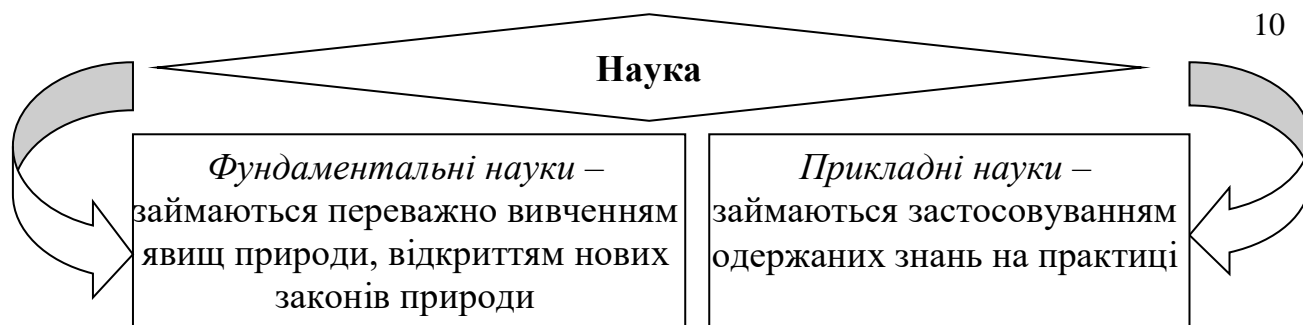 10
Наука
Фундаментальні науки –
займаються переважно вивченням
явищ природи, відкриттям нових
законів природи
Прикладні науки –
займаються застосовуванням
одержаних знань на практиці